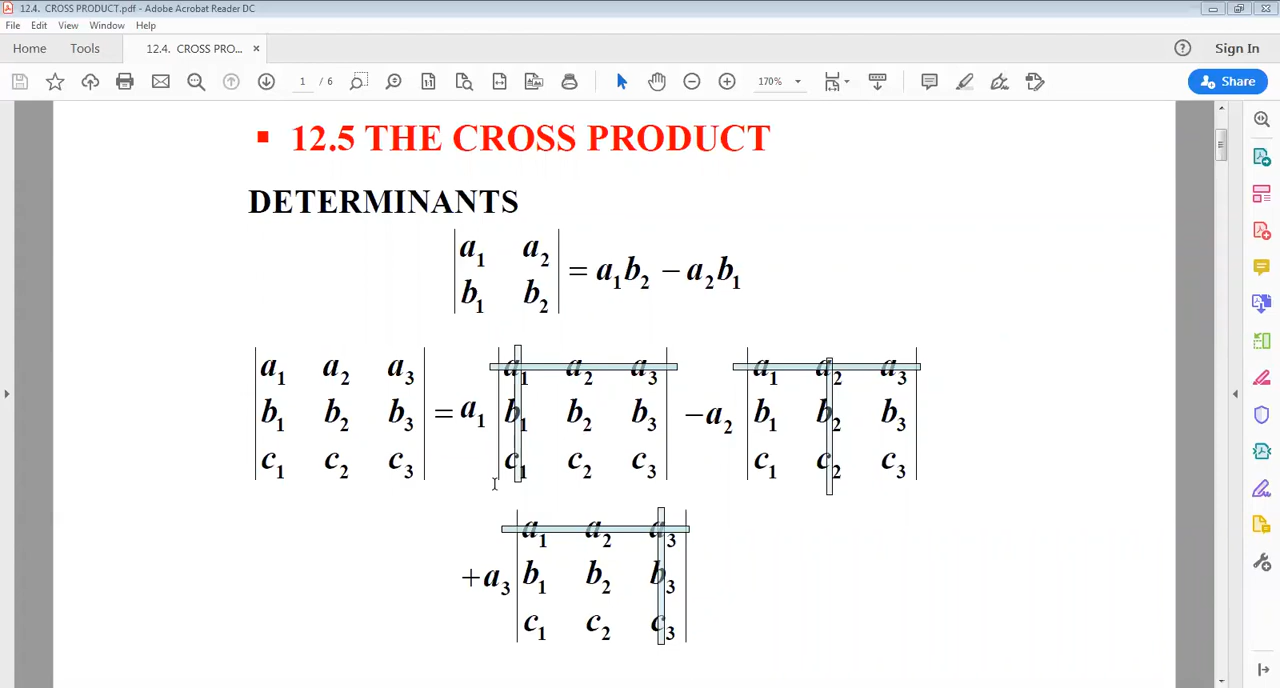 12.4. CROSS PRODUCT.pdf - Adobe Acrobat Reader DC
File Edit View Window Help
Home Tools 12.4. CROSS PRO... × Sign In
1 / 6 170% Share
▪ 12.5 THE CROSS PRODUCT
DETERMINANTS
| a₁ a₂ |
| b₁ b₂ | = a₁b₂ − a₂b₁
| a₁ a₂ a₃ | | a₁ a₂ a₃ | | a₁ a₂ a₃ |
| b₁ b₂ b₃ | = a₁ | b₁ b₂ b₃ | − a₂ | b₁ b₂ b₃ |
| c₁ c₂ c₃ | | c₁ c₂ c₃ | | c₁ c₂ c₃ |
| a₁ a₂ a₃ |
+ a₃ | b₁ b₂ b₃ |
| c₁ c₂ c₃ |